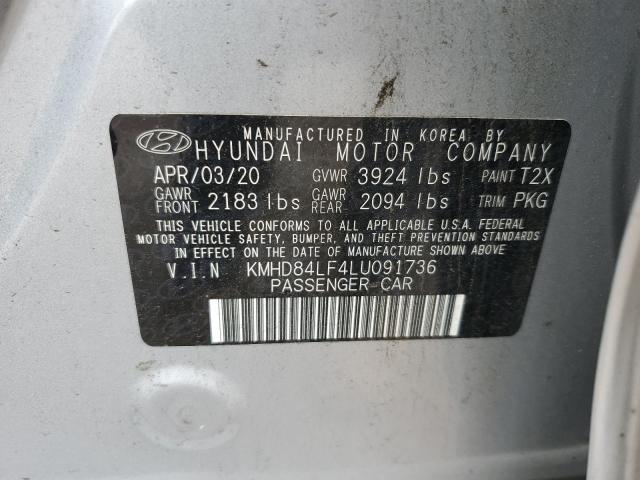 MANUFACTURED IN KOREA BY
HYUNDAI MOTOR COMPANY
APR/03/20 GVWR 3924 lbs PAINT T2X
GAWR FRONT 2183 lbs GAWR REAR 2094 lbs TRIM PKG
THIS VEHICLE CONFORMS TO ALL APPLICABLE U.S.A FEDERAL
MOTOR VEHICLE SAFETY, BUMPER, AND THEFT PREVENTION STANDARDS
IN EFFECT ON THE DATE OF MANUFACTURE SHOWN ABOVE
V.I.N KMHD84LF4LU091736
PASSENGER CAR